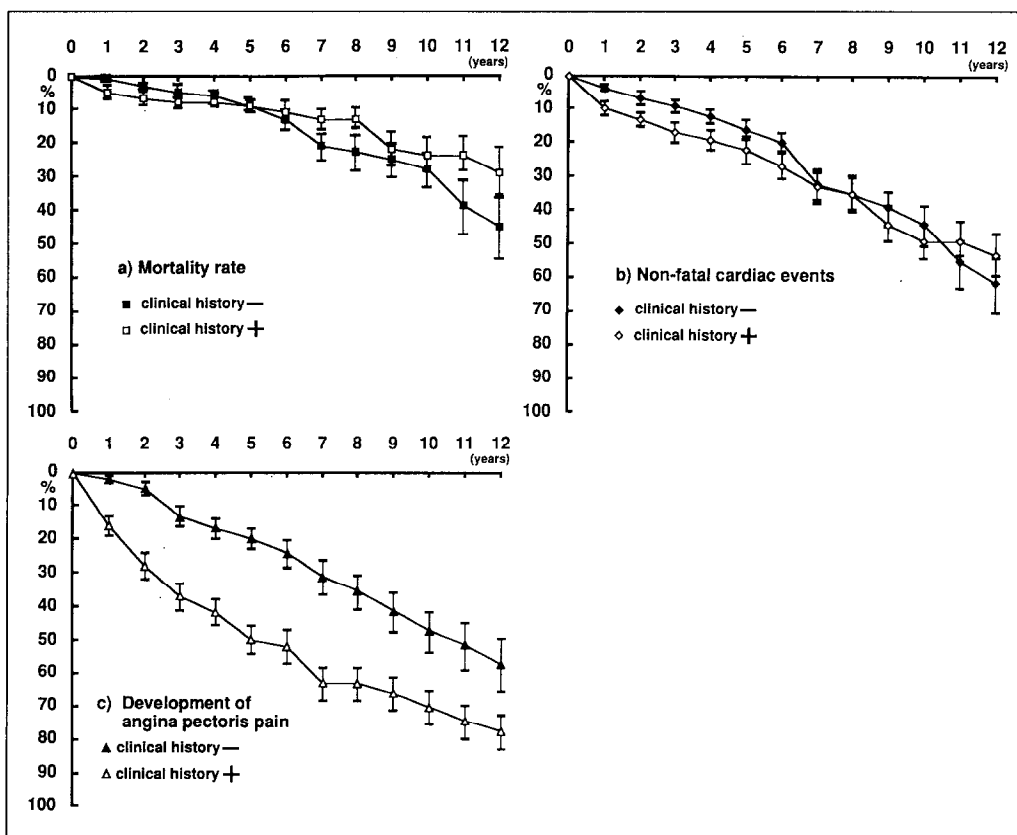 0 1 2 3 4 5 6 7 8 9 10 11 12
(years)
0
%
10
20
30
40
50
60
70
80
90
100
a) Mortality rate
clinical history —
clinical history +
0 1 2 3 4 5 6 7 8 9 10 11 12
(years)
0
%
10
20
30
40
50
60
70
80
90
100
b) Non-fatal cardiac events
clinical history —
clinical history +
0 1 2 3 4 5 6 7 8 9 10 11 12
(years)
0
%
10
20
30
40
50
60
70
80
90
100
c) Development of
angina pectoris pain
clinical history —
clinical history +